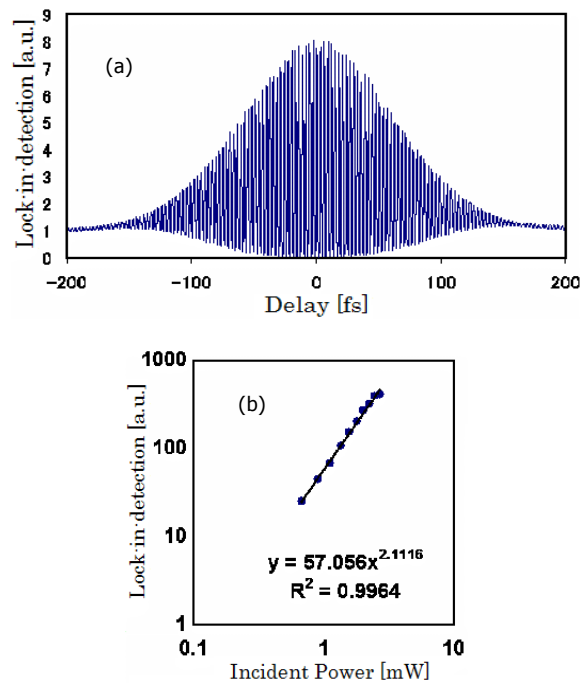 9
8
7
6
5
4
3
2
1
0
Lock·in·detection [a.u.]
(a)
−200 −100 0 100 200
Delay [fs]
1000
100
10
1
Lock·in·detection [a.u.]
(b)
y = 57.056x^2.1116
R² = 0.9964
0.1 1 10
Incident Power [mW]